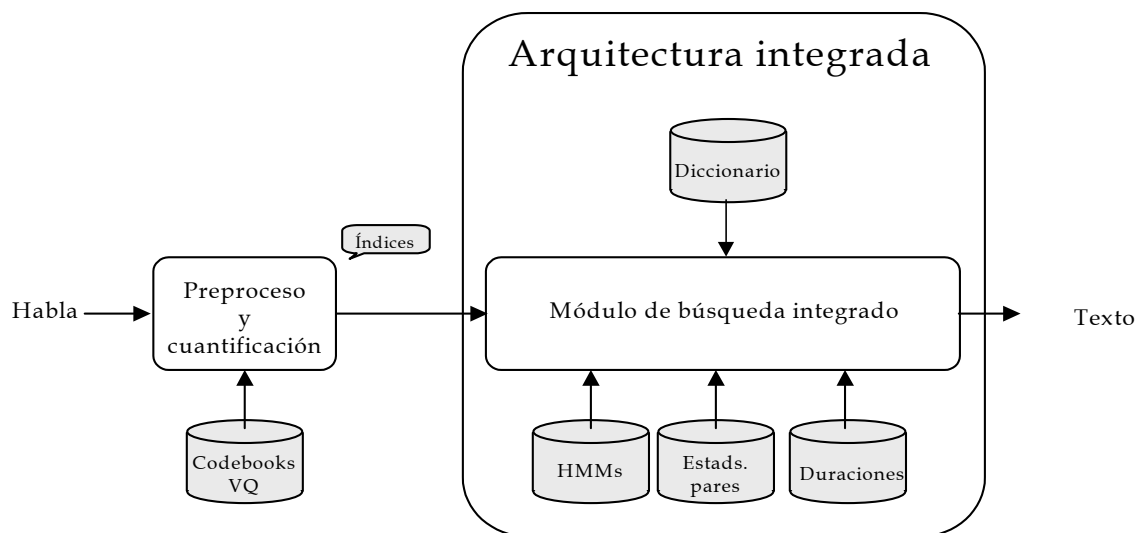 Arquitectura integrada
Diccionario
Índices
Habla
Preproceso
y
cuantificación
Módulo de búsqueda integrado
Texto
Codebooks
VQ
HMMs
Estads.
pares
Duraciones